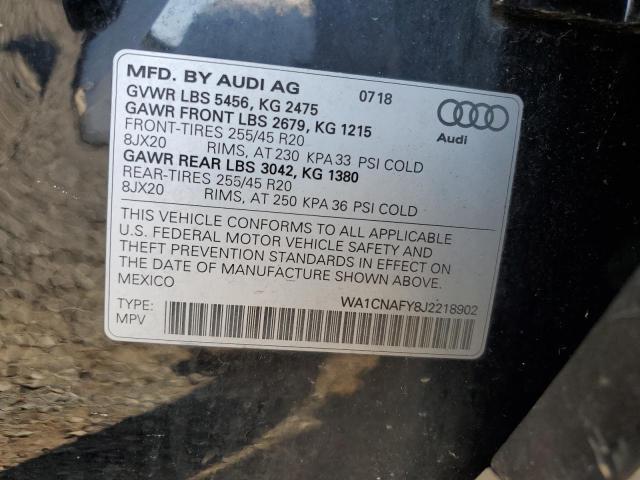 MFD. BY AUDI AG 0718
GVWR LBS 5456, KG 2475
GAWR FRONT LBS 2679, KG 1215
FRONT-TIRES 255/45 R20
8JX20 RIMS, AT 230 KPA 33 PSI COLD
GAWR REAR LBS 3042, KG 1380
REAR-TIRES 255/45 R20
8JX20 RIMS, AT 250 KPA 36 PSI COLD
Audi
THIS VEHICLE CONFORMS TO ALL APPLICABLE
U.S. FEDERAL MOTOR VEHICLE SAFETY AND
THEFT PREVENTION STANDARDS IN EFFECT ON
THE DATE OF MANUFACTURE SHOWN ABOVE.
MEXICO
WA1CNAFY8J2218902
TYPE:
MPV